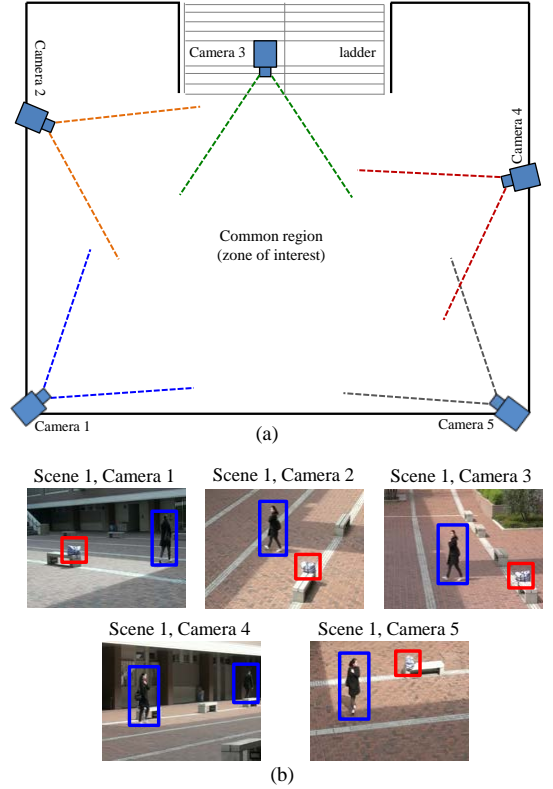 Camera 3
ladder
Camera 2
Camera 4
Common region
(zone of interest)
Camera 1
Camera 5
(a)
Scene 1, Camera 1
Scene 1, Camera 2
Scene 1, Camera 3
Scene 1, Camera 4
Scene 1, Camera 5
(b)